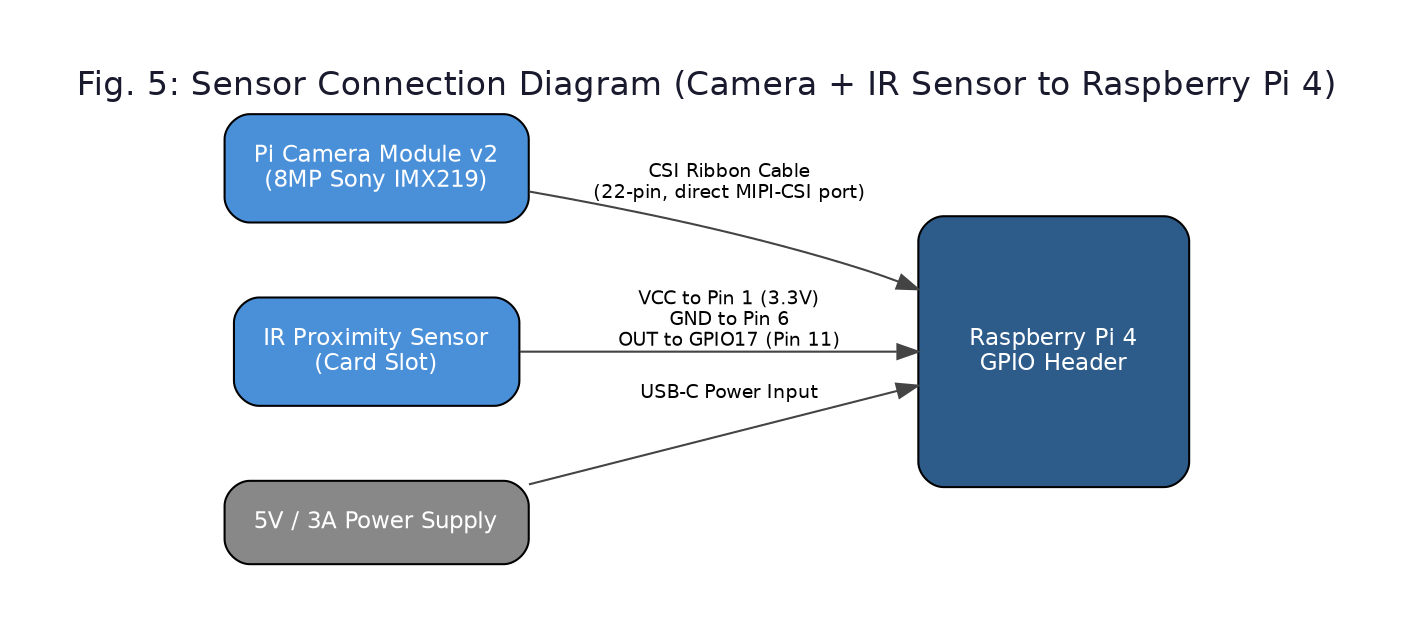 Fig. 5: Sensor Connection Diagram (Camera + IR Sensor to Raspberry Pi 4)
Pi Camera Module v2
(8MP Sony IMX219)
CSI Ribbon Cable
(22-pin, direct MIPI-CSI port)
IR Proximity Sensor
(Card Slot)
VCC to Pin 1 (3.3V)
GND to Pin 6
OUT to GPIO17 (Pin 11)
Raspberry Pi 4
GPIO Header
USB-C Power Input
5V / 3A Power Supply